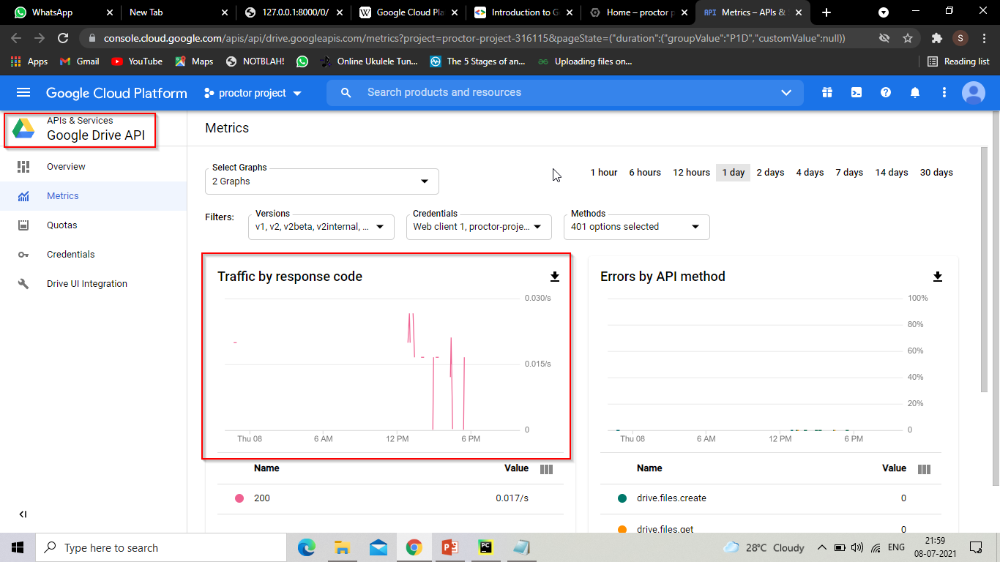 WhatsApp
New Tab
127.0.0.1:8000/0/
Google Cloud Pla
Introduction to G
Home – proctor p
API Metrics – APIs &
console.cloud.google.com/apis/api/drive.googleapis.com/metrics?project=proctor-project-316115&pageState=("duration":("groupValue":"P1D","customValue":null))
S
Apps
Gmail
YouTube
Maps
NOTBLAH!
Online Ukulele Tun...
The 5 Stages of an...
Uploading files on...
Reading list
Google Cloud Platform
proctor project
Search products and resources
APIs & Services
Google Drive API
Metrics
Overview
Metrics
Quotas
Credentials
Drive UI Integration
Select Graphs
2 Graphs
1 hour 6 hours 12 hours 1 day 2 days 4 days 7 days 14 days 30 days
Filters:
Versions
v1, v2, v2beta, v2internal, ...
Credentials
Web client 1, proctor-proje...
Methods
401 options selected
Traffic by response code
0.030/s
0.015/s
0
Thu 08 6 AM 12 PM 6 PM
Name Value
200 0.017/s
Errors by API method
100%
80%
60%
40%
20%
0
Thu 08 6 AM 12 PM 6 PM
Name Value
drive.files.create 0
drive.files.get 0
Type here to search
28°C Cloudy
ENG
21:59
08-07-2021